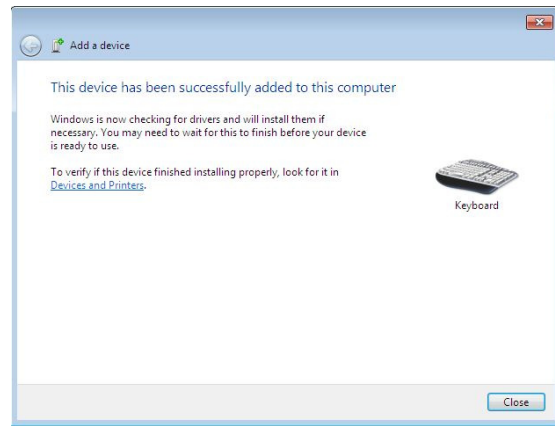 Add a device
This device has been successfully added to this computer
Windows is now checking for drivers and will install them if
necessary. You may need to wait for this to finish before your device
is ready to use.
To verify if this device finished installing properly, look for it in
Devices and Printers.
Keyboard
Close